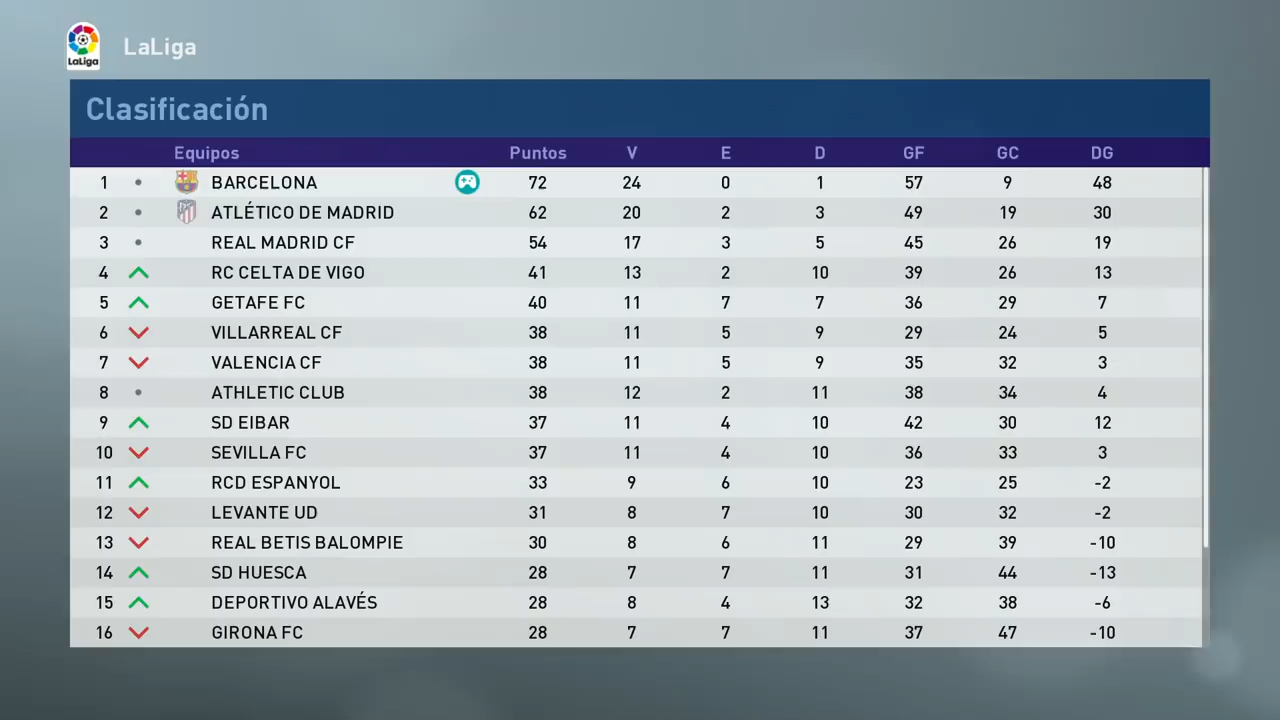 LaLiga
LaLiga
Clasificación
Equipos Puntos V E D GF GC DG
1 BARCELONA 72 24 0 1 57 9 48
2 ATLÉTICO DE MADRID 62 20 2 3 49 19 30
3 REAL MADRID CF 54 17 3 5 45 26 19
4 RC CELTA DE VIGO 41 13 2 10 39 26 13
5 GETAFE FC 40 11 7 7 36 29 7
6 VILLARREAL CF 38 11 5 9 29 24 5
7 VALENCIA CF 38 11 5 9 35 32 3
8 ATHLETIC CLUB 38 12 2 11 38 34 4
9 SD EIBAR 37 11 4 10 42 30 12
10 SEVILLA FC 37 11 4 10 36 33 3
11 RCD ESPANYOL 33 9 6 10 23 25 -2
12 LEVANTE UD 31 8 7 10 30 32 -2
13 REAL BETIS BALOMPIE 30 8 6 11 29 39 -10
14 SD HUESCA 28 7 7 11 31 44 -13
15 DEPORTIVO ALAVÉS 28 8 4 13 32 38 -6
16 GIRONA FC 28 7 7 11 37 47 -10